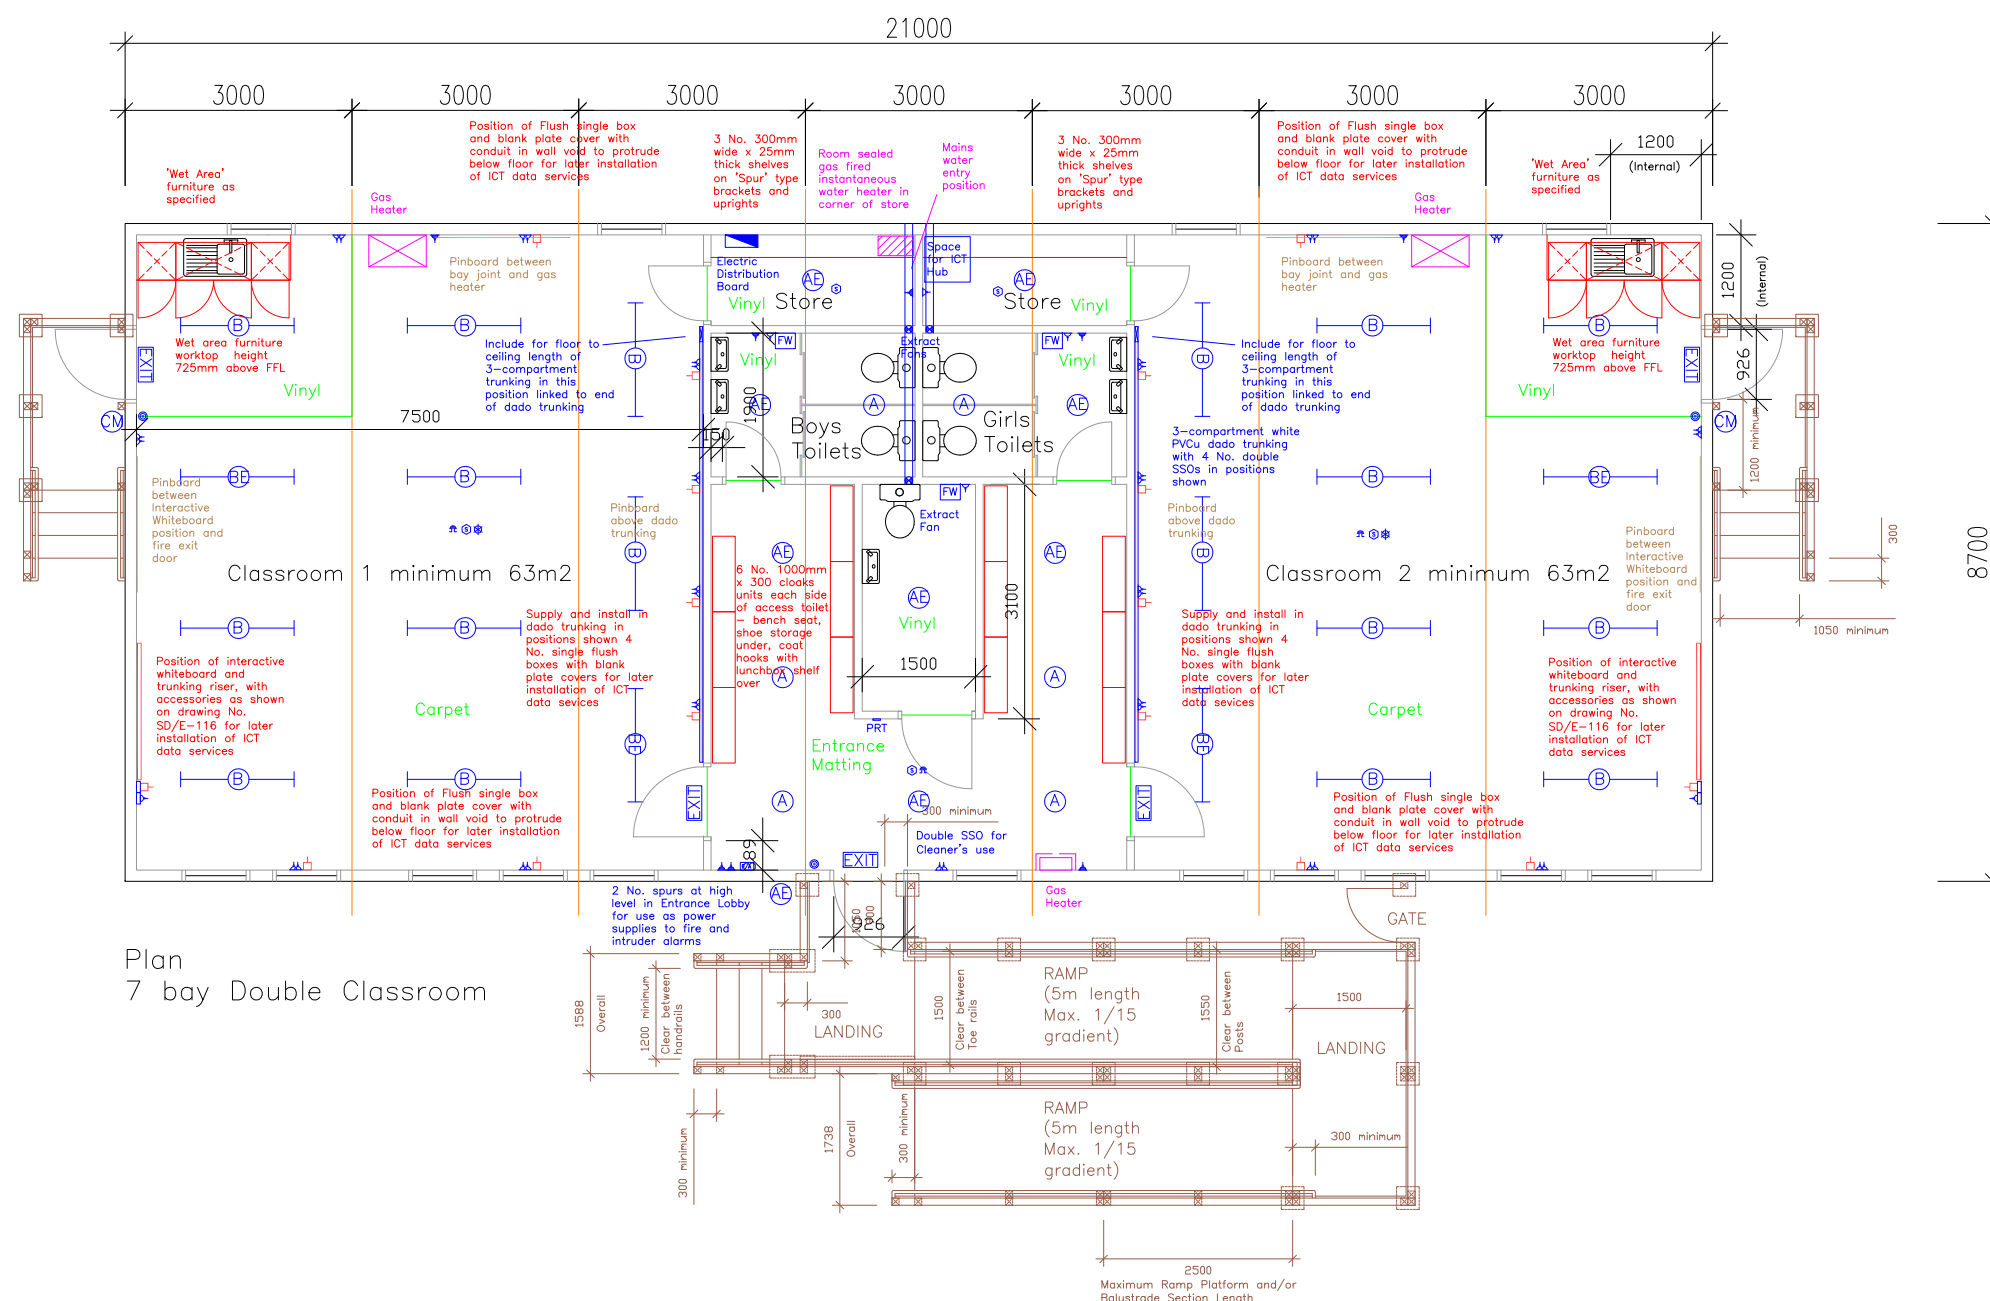 21000
3000
3000
3000
3000
3000
3000
3000
'Wet Area'
furniture as
specified
Position of Flush single box
and blank plate cover with
conduit in wall void to protrude
below floor for later installation
of ICT data services
Gas
Heater
3 No. 300mm
wide x 25mm
thick shelves
on 'Spur' type
brackets and
uprights
Room sealed
gas fired
instantaneous
water heater in
corner of store
Mains
water
entry
position
3 No. 300mm
wide x 25mm
thick shelves
on 'Spur' type
brackets and
uprights
Position of Flush single box
and blank plate cover with
conduit in wall void to protrude
below floor for later installation
of ICT data services
Gas
Heater
'Wet Area'
furniture as
specified
1200
(Internal)
1200
(Internal)
926
1200 minimum
8700
300
1050 minimum
Pinboard between
bay joint and gas
heater
Electric
Distribution
Board
Vinyl
Store
AE
Space
for ICT
Hub
AE
Store
Vinyl
Pinboard between
bay joint and gas
heater
B
B
B
B
Wet area furniture
worktop height
725mm above FFL
EXIT
Vinyl
CM
7500
Include for floor to
ceiling length of
3-compartment
trunking in this
position linked to end
of dado trunking
B
FW
Vinyl
AE
1900
150
Boys
Toilets
Extract
Fans
A
A
Girls
Toilets
FW
Vinyl
AE
B
Include for floor to
ceiling length of
3-compartment
trunking in this
position linked to end
of dado trunking
3-compartment white
PVCu dado trunking
with 4 No. double
SSOs in positions
shown
Wet area furniture
worktop height
725mm above FFL
EXIT
Vinyl
CM
BE
B
B
BE
Pinboard
between
Interactive
Whiteboard
position and
fire exit
door
Pinboard
above dado
trunking
B
Classroom 1 minimum 63m2
FW
Extract
Fan
AE
AE
6 No. 1000mm
x 300 cloaks
units each side
of access toilet
- bench seat,
shoe storage
under, coat
hooks with
lunchbox shelf
over
AE
Vinyl
3100
1500
A
A
Pinboard
above dado
trunking
B
Classroom 2 minimum 63m2
Pinboard
between
Interactive
Whiteboard
position and
fire exit
door
B
B
B
B
Supply and install in
dado trunking in
positions shown 4
No. single flush
boxes with blank
plate covers for later
installation of ICT
data sevices
Supply and install in
dado trunking in
positions shown 4
No. single flush
boxes with blank
plate covers for later
installation of ICT
data sevices
Position of interactive
whiteboard and
trunking riser, with
accessories as shown
on drawing No.
SD/E-116 for later
installation of ICT
data services
Carpet
BE
PRT
Entrance
Matting
BE
Carpet
Position of interactive
whiteboard and
trunking riser, with
accessories as shown
on drawing No.
SD/E-116 for later
installation of ICT
data services
B
B
B
B
Position of Flush single box
and blank plate cover with
conduit in wall void to protrude
below floor for later installation
of ICT data services
EXIT
A
AE
A
EXIT
300 minimum
Double SSO for
Cleaner's use
EXIT
Position of Flush single box
and blank plate cover with
conduit in wall void to protrude
below floor for later installation
of ICT data services
2 No. spurs at high
level in Entrance Lobby
for use as power
supplies to fire and
intruder alarms
AE
926
Gas
Heater
GATE
Plan
7 bay Double Classroom
1588
Overall
1200 minimum
Clear between
handrails
300
LANDING
1500
Clear between
Toe rails
RAMP
(5m length
Max. 1/15
gradient)
1550
Clear between
Posts
1500
LANDING
300 minimum
1738
Overall
300 minimum
RAMP
(5m length
Max. 1/15
gradient)
300 minimum
2500
Maximum Ramp Platform and/or
Balustrade Section Length